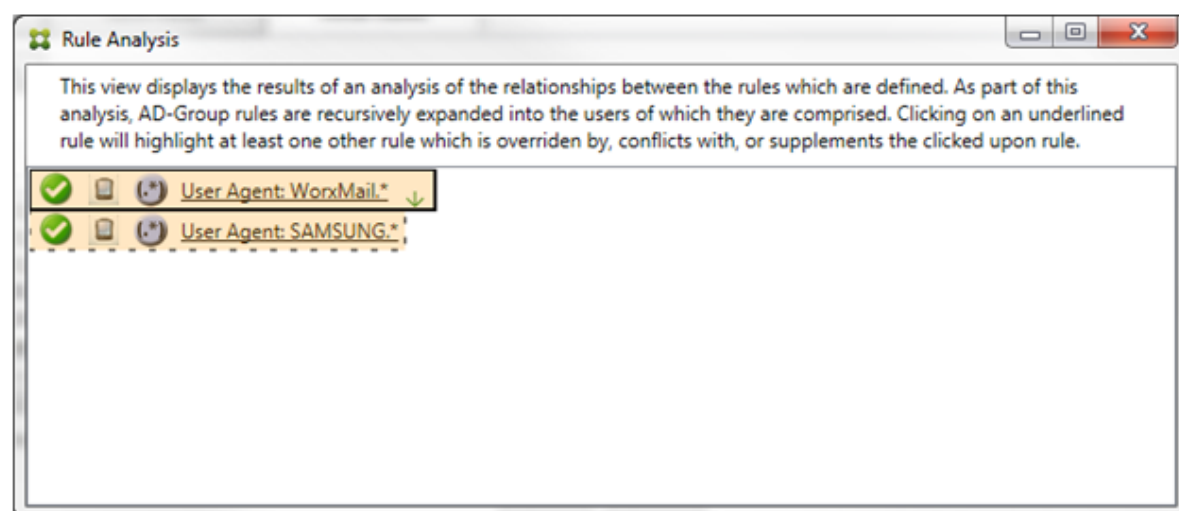 Rule Analysis
This view displays the results of an analysis of the relationships between the rules which are defined. As part of this
analysis, AD-Group rules are recursively expanded into the users of which they are comprised. Clicking on an underlined
rule will highlight at least one other rule which is overriden by, conflicts with, or supplements the clicked upon rule.
(.*) User Agent: WorxMail.*
(.*) User Agent: SAMSUNG.*